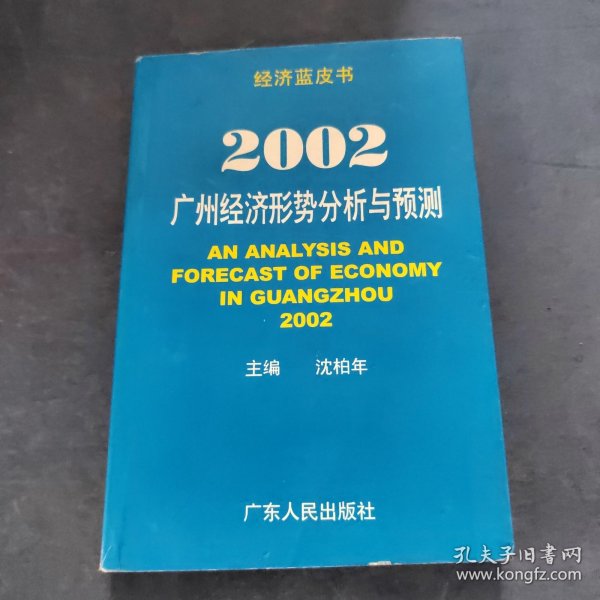 经济蓝皮书
2002
广州经济形势分析与预测
AN ANALYSIS AND
FORECAST OF ECONOMY
IN GUANGZHOU
2002
主编 沈柏年
广东人民出版社
孔夫子旧书网
www.kongfz.com